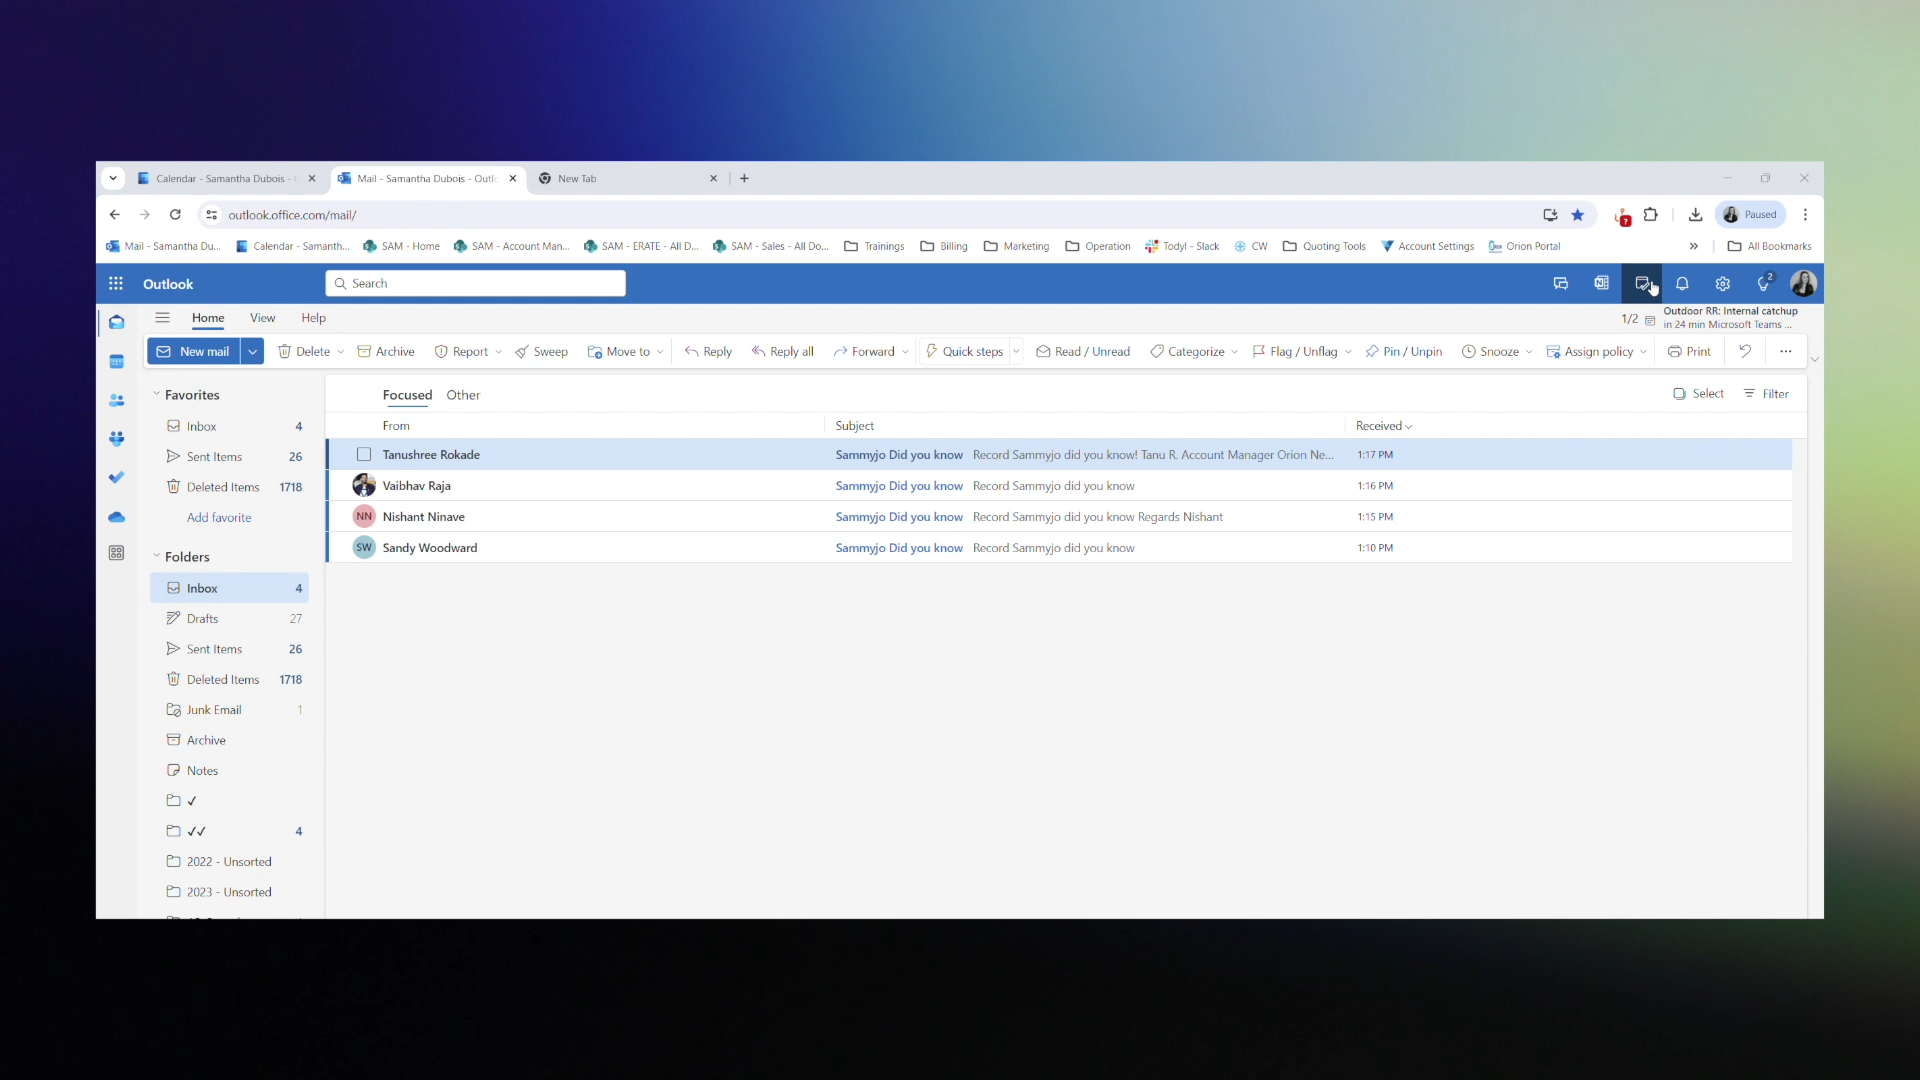 Calendar - Samantha Dubois -
Mail - Samantha Dubois - Outl
New Tab
outlook.office.com/mail/
Paused
Mail - Samantha Du...
Calendar - Samanth...
SAM - Home
SAM - Account Man...
SAM - ERATE - All D...
SAM - Sales - All Do...
Trainings
Billing
Marketing
Operation
Todyl - Slack
CW
Quoting Tools
Account Settings
Orion Portal
All Bookmarks
Outlook
Search
2
Home
View
Help
1/2
Outdoor RR: Internal catchup
in 24 min Microsoft Teams ...
New mail
Delete
Archive
Report
Sweep
Move to
Reply
Reply all
Forward
Quick steps
Read / Unread
Categorize
Flag / Unflag
Pin / Unpin
Snooze
Assign policy
Print
Favorites
Inbox 4
Sent Items 26
Deleted Items 1718
Add favorite
Folders
Inbox 4
Drafts 27
Sent Items 26
Deleted Items 1718
Junk Email 1
Archive
Notes
✓
✓✓ 4
2022 - Unsorted
2023 - Unsorted
Focused Other
Select
Filter
From Subject Received
Tanushree Rokade Sammyjo Did you know Record Sammyjo did you know! Tanu R. Account Manager Orion Ne... 1:17 PM
Vaibhav Raja Sammyjo Did you know Record Sammyjo did you know 1:16 PM
NN Nishant Ninave Sammyjo Did you know Record Sammyjo did you know Regards Nishant 1:15 PM
SW Sandy Woodward Sammyjo Did you know Record Sammyjo did you know 1:10 PM